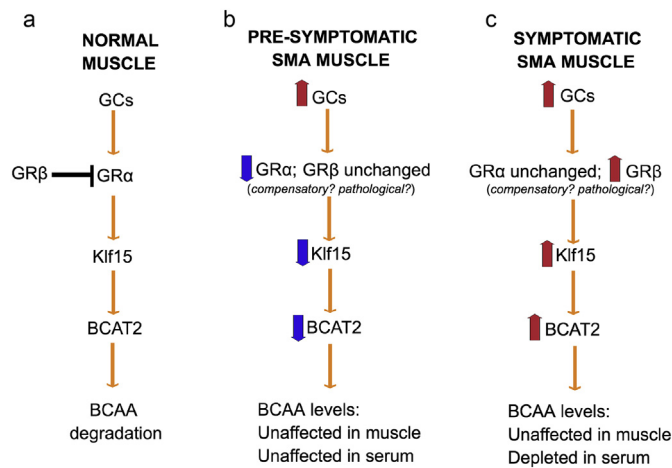 a
NORMAL
MUSCLE
GCs
GRβ
GRα
Klf15
BCAT2
BCAA
degradation
b
PRE-SYMPTOMATIC
SMA MUSCLE
GCs
GRα; GRβ unchanged
(compensatory? pathological?)
Klf15
BCAT2
BCAA levels:
Unaffected in muscle
Unaffected in serum
c
SYMPTOMATIC
SMA MUSCLE
GCs
GRα unchanged; GRβ
(compensatory? pathological?)
Klf15
BCAT2
BCAA levels:
Unaffected in muscle
Depleted in serum